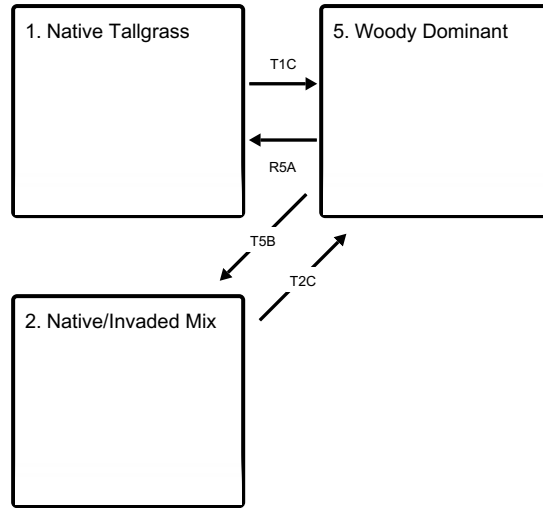 1. Native Tallgrass
5. Woody Dominant
T1C
R5A
T5B
T2C
2. Native/Invaded Mix